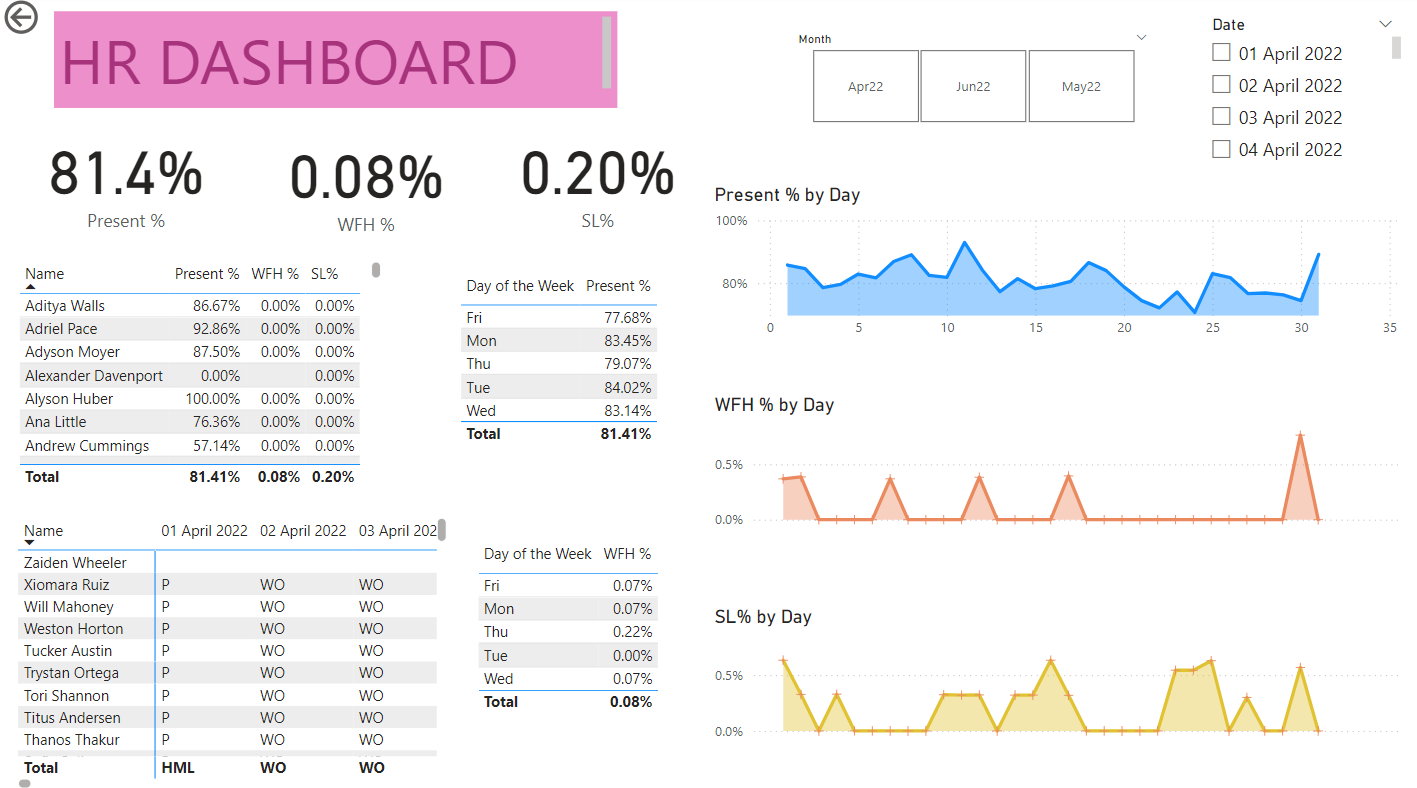 HR DASHBOARD
Month
Apr22 Jun22 May22
Date
01 April 2022
02 April 2022
03 April 2022
04 April 2022
81.4% 0.08% 0.20%
Present % WFH % SL%
Name Present % WFH % SL%
Aditya Walls 86.67% 0.00% 0.00%
Adriel Pace 92.86% 0.00% 0.00%
Adyson Moyer 87.50% 0.00% 0.00%
Alexander Davenport 0.00% 0.00%
Alyson Huber 100.00% 0.00% 0.00%
Ana Little 76.36% 0.00% 0.00%
Andrew Cummings 57.14% 0.00% 0.00%
Total 81.41% 0.08% 0.20%
Day of the Week Present %
Fri 77.68%
Mon 83.45%
Thu 79.07%
Tue 84.02%
Wed 83.14%
Total 81.41%
Name 01 April 2022 02 April 2022 03 April 202
Zaiden Wheeler
Xiomara Ruiz P WO WO
Will Mahoney P WO WO
Weston Horton P WO WO
Tucker Austin P WO WO
Trystan Ortega P WO WO
Tori Shannon P WO WO
Titus Andersen P WO WO
Thanos Thakur P WO WO
Total HML WO WO
Day of the Week WFH %
Fri 0.07%
Mon 0.07%
Thu 0.22%
Tue 0.00%
Wed 0.07%
Total 0.08%
Present % by Day
100%
80%
0 5 10 15 20 25 30 35
WFH % by Day
0.5%
0.0%
SL% by Day
0.5%
0.0%